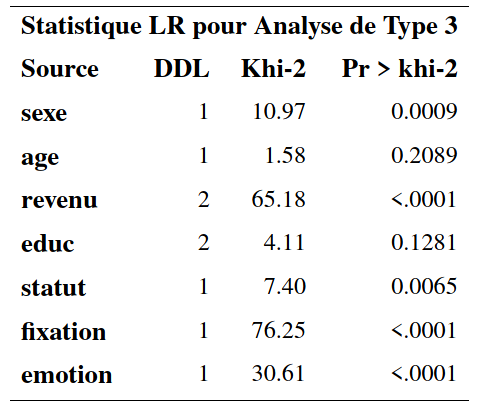 Statistique LR pour Analyse de Type 3
Source DDL Khi-2 Pr > khi-2
sexe 1 10.97 0.0009
age 1 1.58 0.2089
revenu 2 65.18 <.0001
educ 2 4.11 0.1281
statut 1 7.40 0.0065
fixation 1 76.25 <.0001
emotion 1 30.61 <.0001